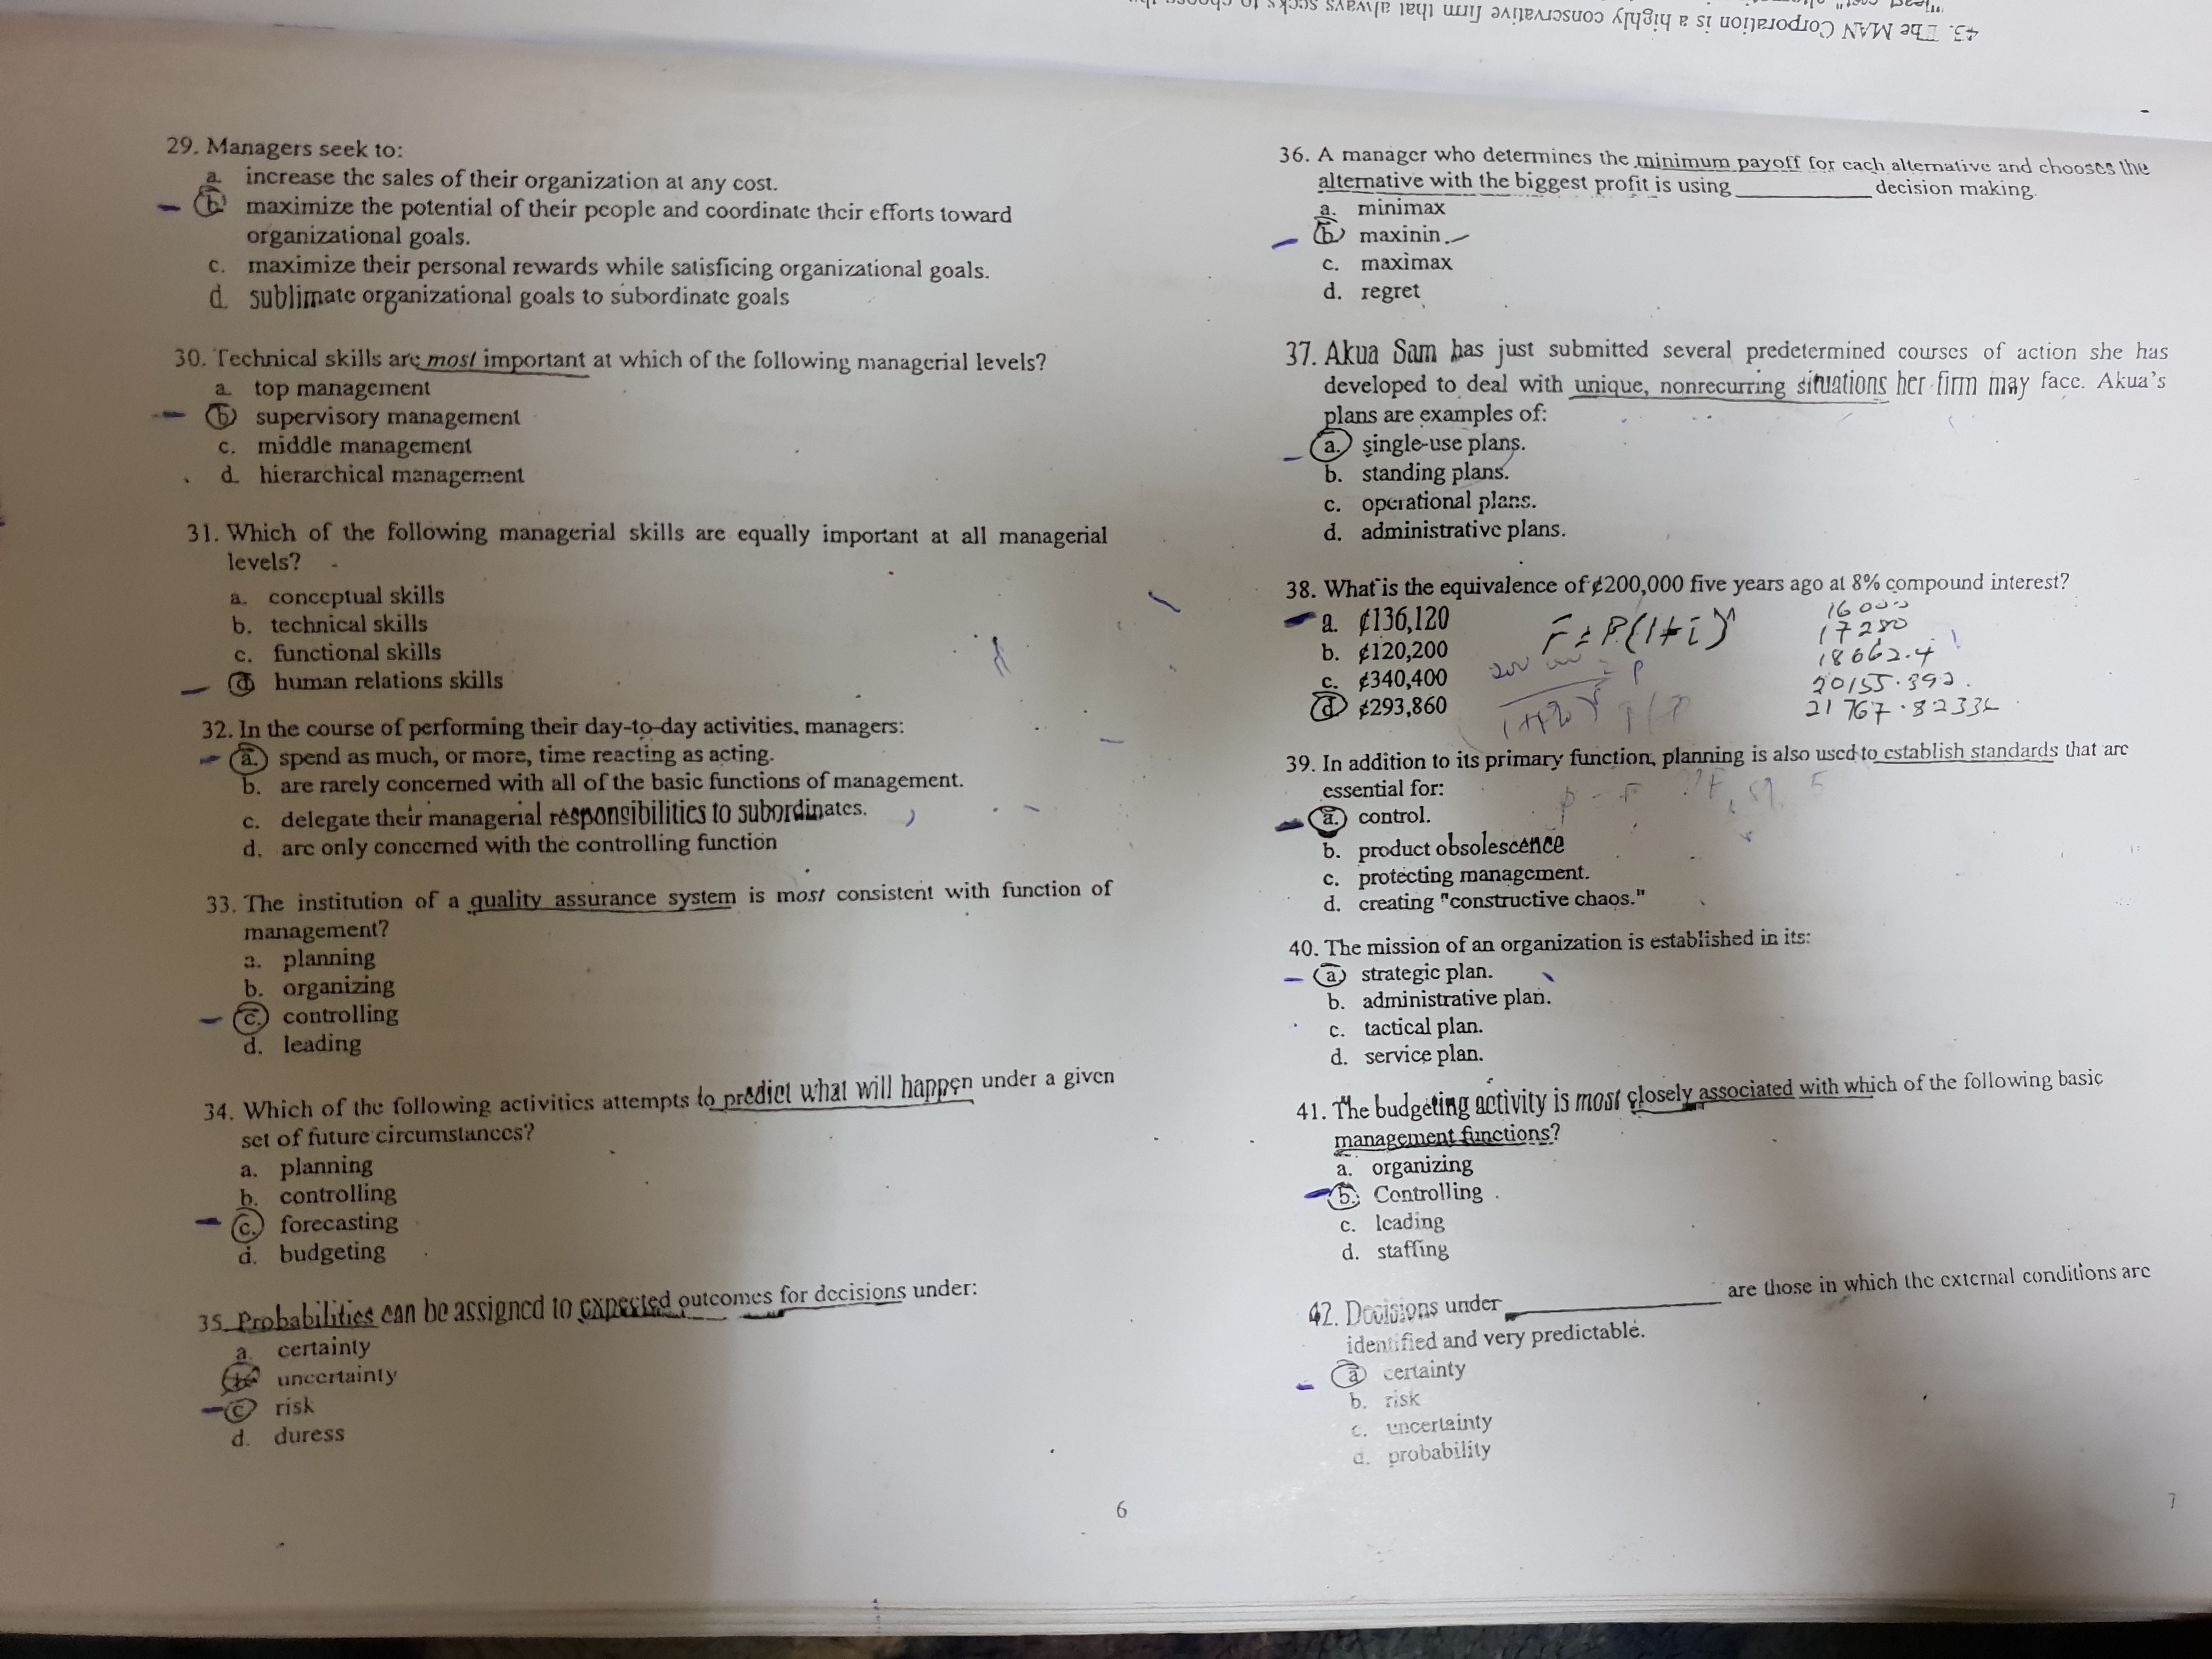 43. The MAN Corporation is a highly conservative firm that always seeks to choose the
29. Managers seek to:
a. increase the sales of their organization at any cost.
b. maximize the potential of their people and coordinate their efforts toward
organizational goals.
c. maximize their personal rewards while satisficing organizational goals.
d. sublimate organizational goals to subordinate goals
30. Technical skills are most important at which of the following managerial levels?
a. top management
b. supervisory management
c. middle management
d. hierarchical management
31. Which of the following managerial skills are equally important at all managerial
levels?
a. conceptual skills
b. technical skills
c. functional skills
d. human relations skills
32. In the course of performing their day-to-day activities, managers:
a. spend as much, or more, time reacting as acting.
b. are rarely concerned with all of the basic functions of management.
c. delegate their managerial responsibilities to subordinates.
d. are only concerned with the controlling function
33. The institution of a quality assurance system is most consistent with function of
management?
a. planning
b. organizing
c. controlling
d. leading
34. Which of the following activities attempts to predict what will happen under a given
set of future circumstances?
a. planning
b. controlling
c. forecasting
d. budgeting
35. Probabilities can be assigned to expected outcomes for decisions under:
a. certainty
uncertainty
c. risk
d. duress
6
36. A manager who determines the minimum payoff for each alternative and chooses the
alternative with the biggest profit is using ____________ decision making.
a. minimax
b. maxinin
c. maximax
d. regret
37. Akua Sam has just submitted several predetermined courses of action she has
developed to deal with unique, nonrecurring situations her firm may face. Akua's
plans are examples of:
a. single-use plans.
b. standing plans.
c. operational plans.
d. administrative plans.
38. What is the equivalence of ¢200,000 five years ago at 8% compound interest?
a. ¢136,120
b. ¢120,200
c. ¢340,400
d. ¢293,860
F = P(1+i)^n
16000
17280
18662.4
20155.392
21767.82336
39. In addition to its primary function, planning is also used to establish standards that are
essential for:
a. control.
b. product obsolescence
c. protecting management.
d. creating "constructive chaos."
40. The mission of an organization is established in its:
a. strategic plan.
b. administrative plan.
c. tactical plan.
d. service plan.
41. The budgeting activity is most closely associated with which of the following basic
management functions?
a. organizing
b. Controlling
c. leading
d. staffing
42. Decisions under ____________ are those in which the external conditions are
identified and very predictable.
a certainty
b. risk
c. uncertainty
d. probability
7